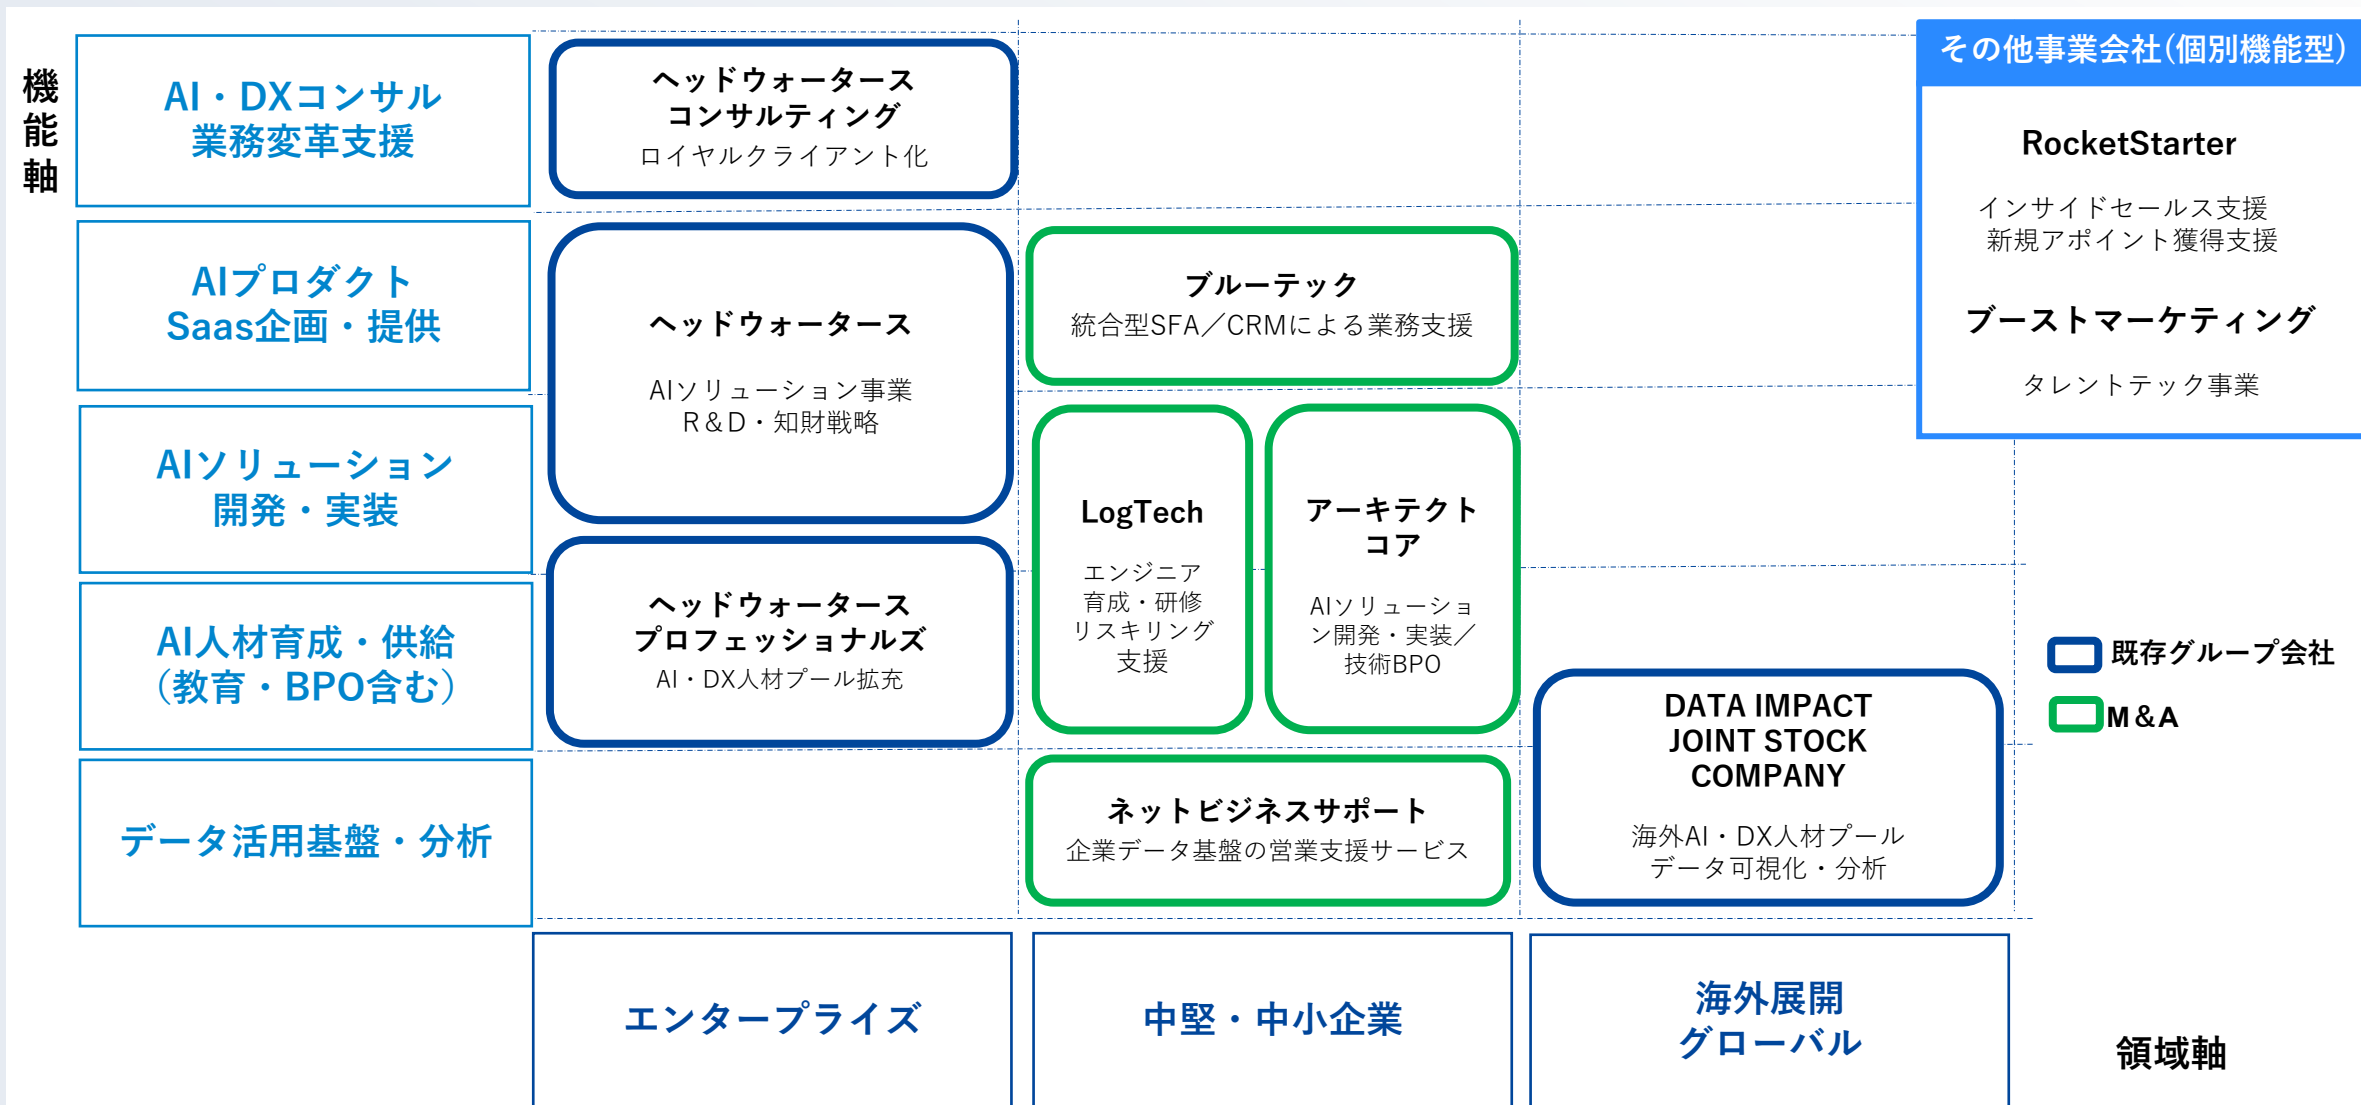 機能軸
AI・DXコンサル
業務変革支援
ヘッドウォータース
コンサルティング
ロイヤルクライアント化
その他事業会社(個別機能型)
RocketStarter
インサイドセールス支援
新規アポイント獲得支援
ブーストマーケティング
タレントテック事業
AIプロダクト
Saas企画・提供
ヘッドウォータース
AIソリューション事業
R＆D・知財戦略
ブルーテック
統合型SFA／CRMによる業務支援
AIソリューション
開発・実装
LogTech
エンジニア
育成・研修
リスキリング
支援
アーキテクト
コア
AIソリューショ
ン開発・実装／
技術BPO
AI人材育成・供給
（教育・BPO含む）
ヘッドウォータース
プロフェッショナルズ
AI・DX人材プール拡充
既存グループ会社
M＆A
データ活用基盤・分析
ネットビジネスサポート
企業データ基盤の営業支援サービス
DATA IMPACT
JOINT STOCK
COMPANY
海外AI・DX人材プール
データ可視化・分析
エンタープライズ
中堅・中小企業
海外展開
グローバル
領域軸